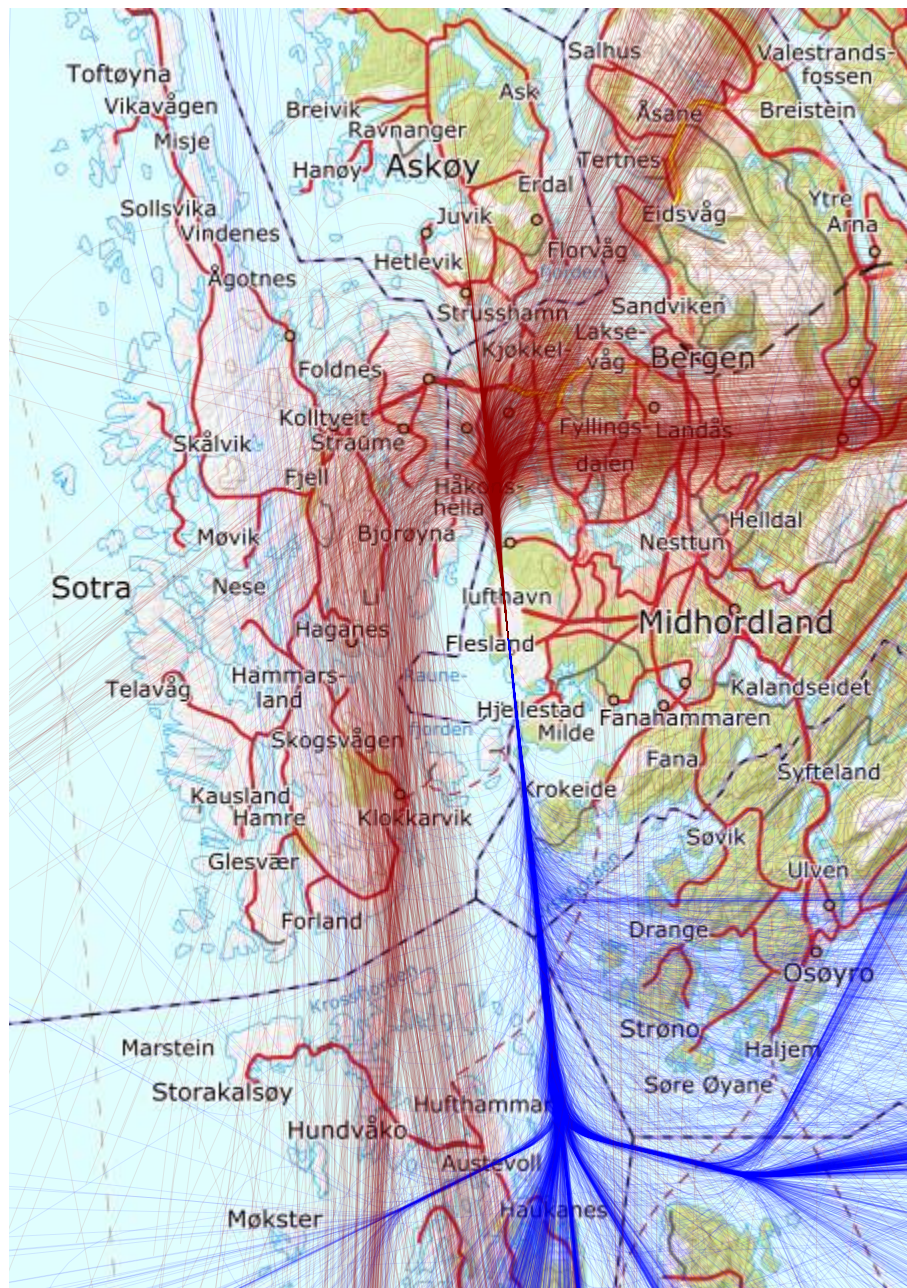 Salhus
Valestrands-
fossen
Toftøyna
Ask
Vikavågen
Breivik
Åsane
Breistein
Misje
Ravnanger
Askøy
Tertnes
Hanøy
Erdal
Ytre
Arna
Sollsvika
Juvik
Eidsvåg
Vindenes
Hetlevik
Florvåg
Ågotnes
fjorden
Strusshamn
Sandviken
Kjøkkel-
våg
Lakse-
Bergen
Foldnes
Kolltveit
Straume
Skålvik
Fyllings-
dalen
Landås
Fjell
Håkons-
hella
Helldal
Møvik
Bjorøyna
Nesttun
Sotra
Nese
lufthavn
Flesland
Midhordland
Haganes
Telavåg
Hammars-
land
Raune-
fjorden
Kalandseidet
Hjellestad
Fanahammaren
Milde
Skogsvågen
Fana
Syfteland
Kausland
Hamre
Klokkarvik
Krokeide
Søvik
Glesvær
Ulven
Forland
Drange
Osøyro
Krossfjorden
Strøno
Haljem
Marstein
Storakalsøy
Søre Øyane
Hufthammar
Hundvåko
Austevoll
Møkster
Haukanes